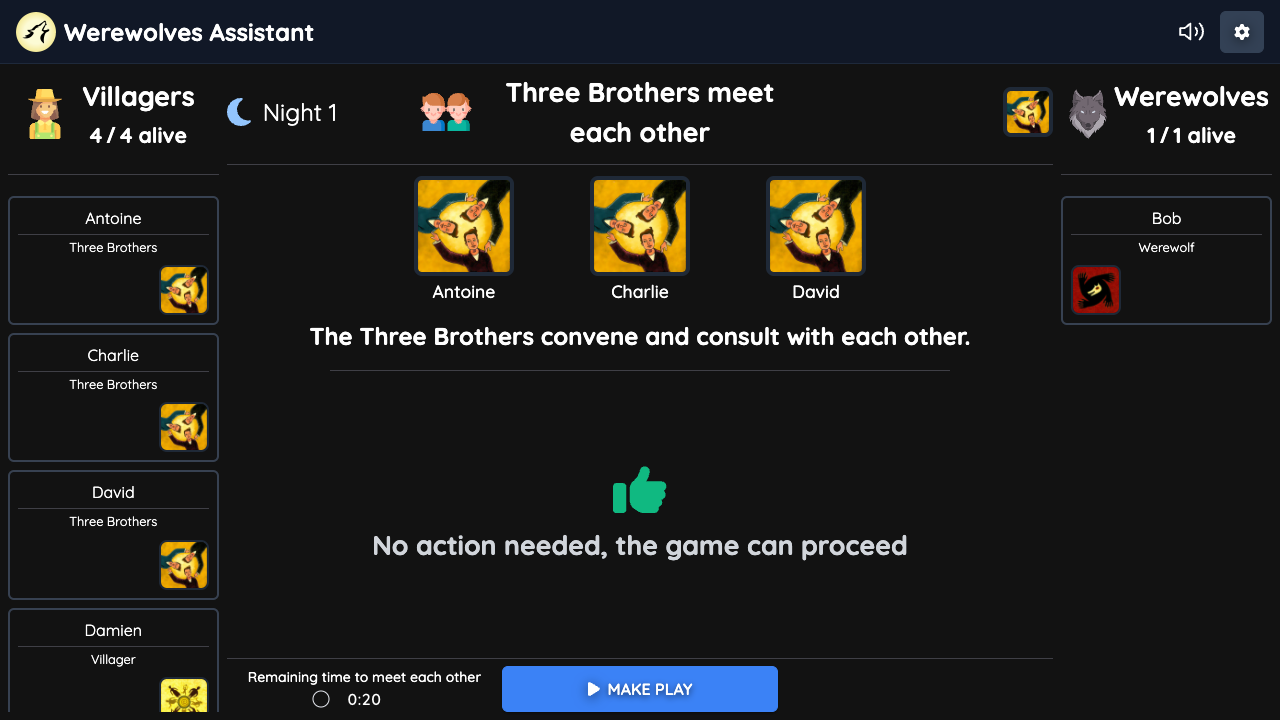 Werewolves Assistant
Villagers
4 / 4 alive
Night 1
Three Brothers meet
each other
Werewolves
1 / 1 alive
Antoine
Three Brothers
Charlie
Three Brothers
David
Three Brothers
Damien
Villager
Antoine
Charlie
David
The Three Brothers convene and consult with each other.
No action needed, the game can proceed
Remaining time to meet each other
0:20
MAKE PLAY
Bob
Werewolf